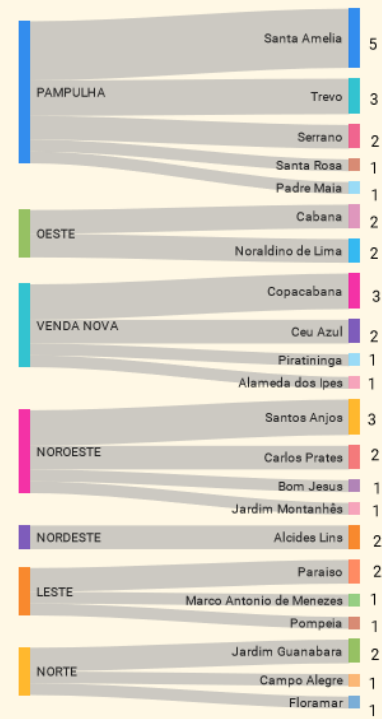 Santa Amelia 5
PAMPULHA
Trevo 3
Serrano 2
Santa Rosa 1
Padre Maia 1
Cabana 2
OESTE
Noraldino de Lima 2
Copacabana 3
VENDA NOVA
Ceu Azul 2
Piratininga 1
Alameda dos Ipes 1
Santos Anjos 3
NOROESTE
Carlos Prates 2
Bom Jesus 1
Jardim Montanhês 1
NORDESTE Alcides Lins 2
Paraiso 2
LESTE
Marco Antonio de Menezes 1
Pompeia 1
Jardim Guanabara 2
NORTE
Campo Alegre 1
Floramar 1